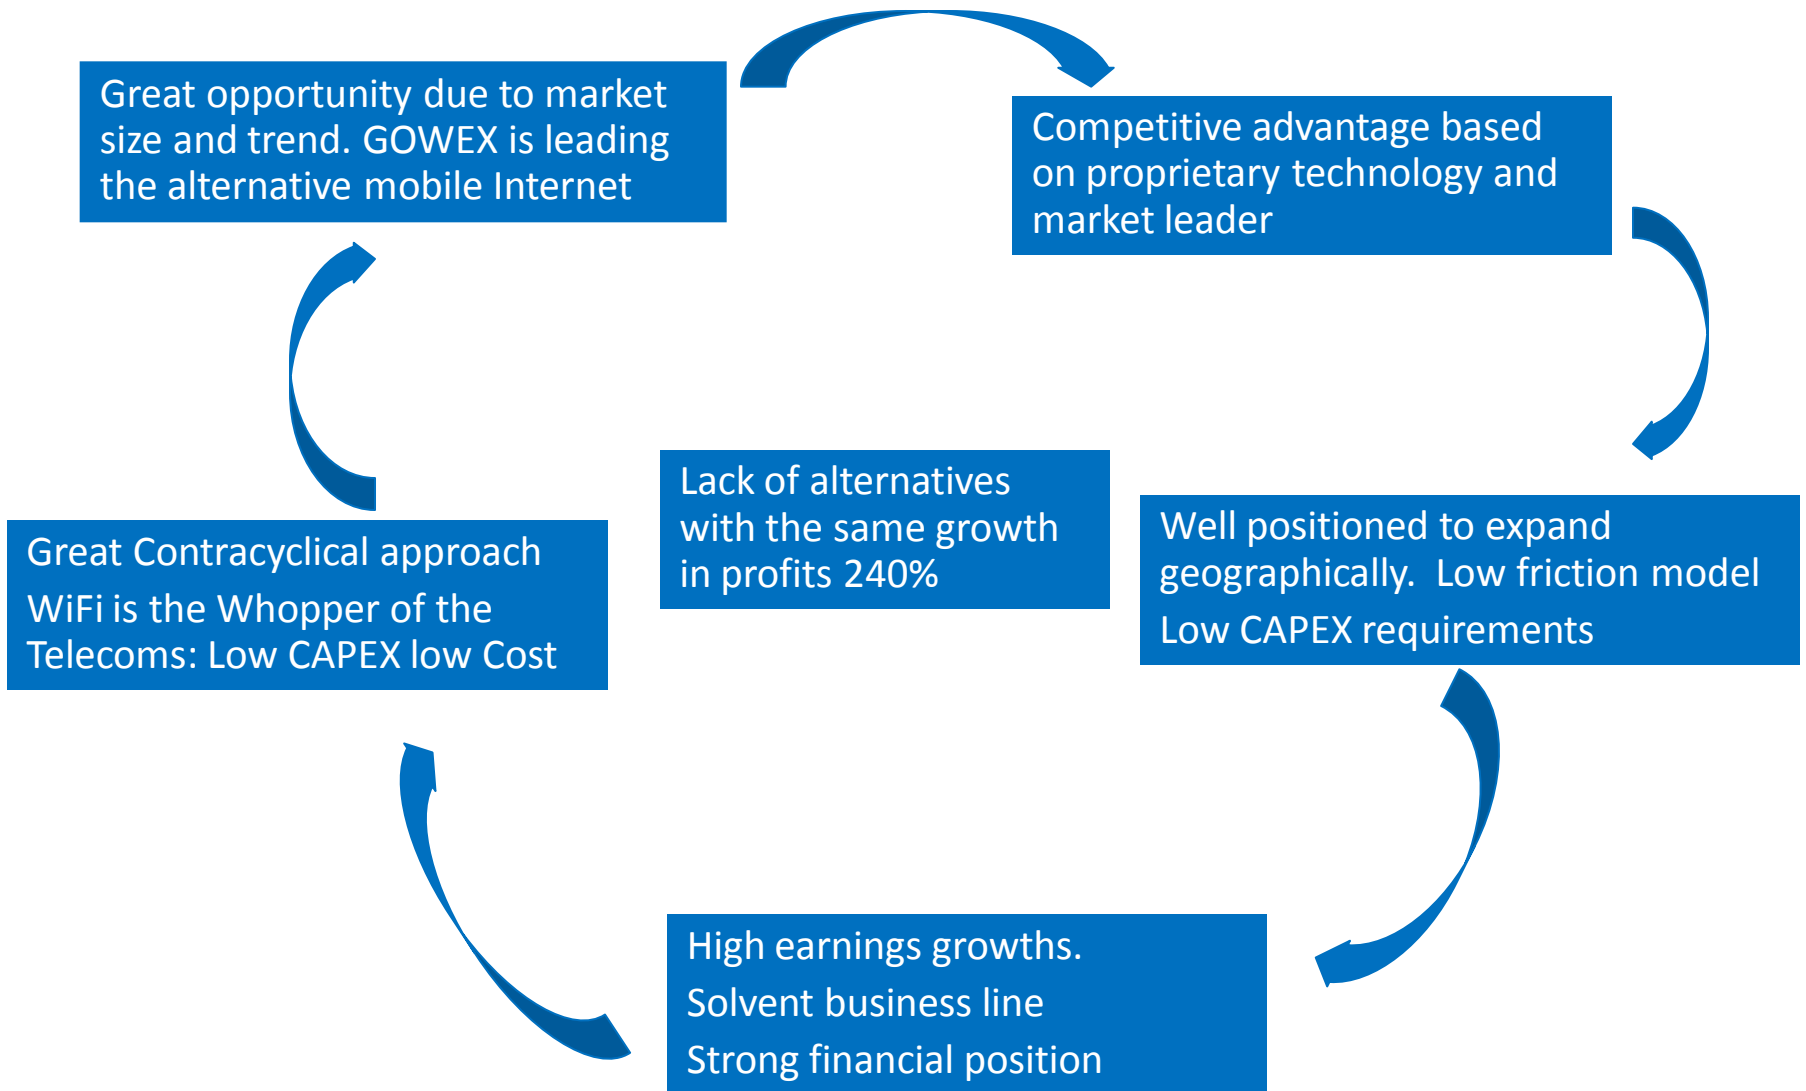 Great opportunity due to market
size and trend. GOWEX is leading
the alternative mobile Internet
Competitive advantage based
on proprietary technology and
market leader
Lack of alternatives
with the same growth
in profits 240%
Well positioned to expand
geographically.  Low friction model
Low CAPEX requirements
Great Contracyclical approach
WiFi is the Whopper of the
Telecoms: Low CAPEX low Cost
High earnings growths.
Solvent business line
Strong financial position